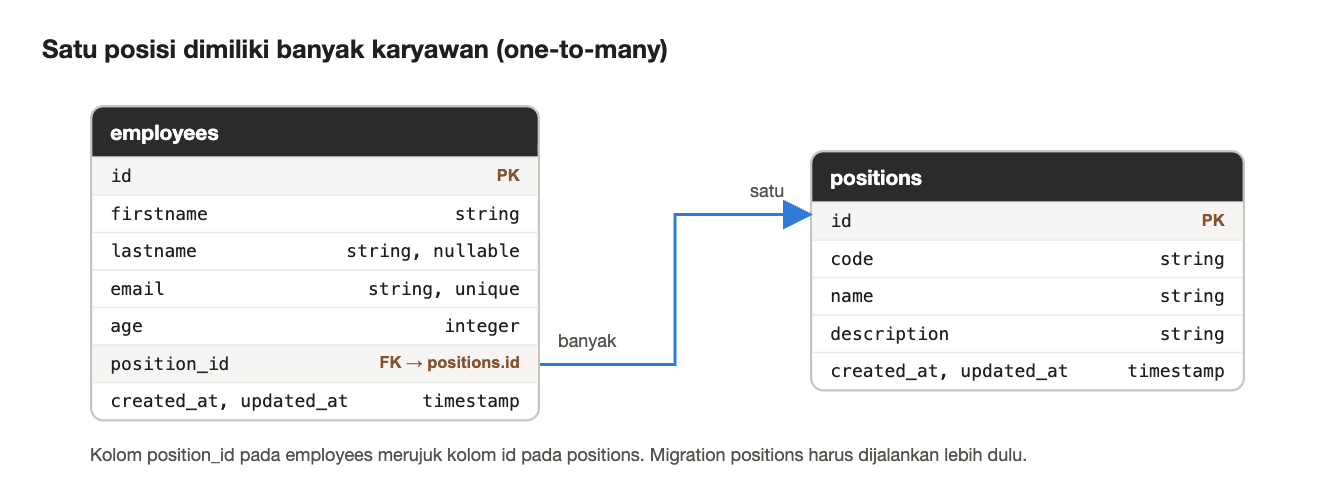 Satu posisi dimiliki banyak karyawan (one-to-many)
employees
id PK
firstname string
lastname string, nullable
email string, unique
age integer
position_id FK → positions.id
created_at, updated_at timestamp
banyak
satu
positions
id PK
code string
name string
description string
created_at, updated_at timestamp
Kolom position_id pada employees merujuk kolom id pada positions. Migration positions harus dijalankan lebih dulu.